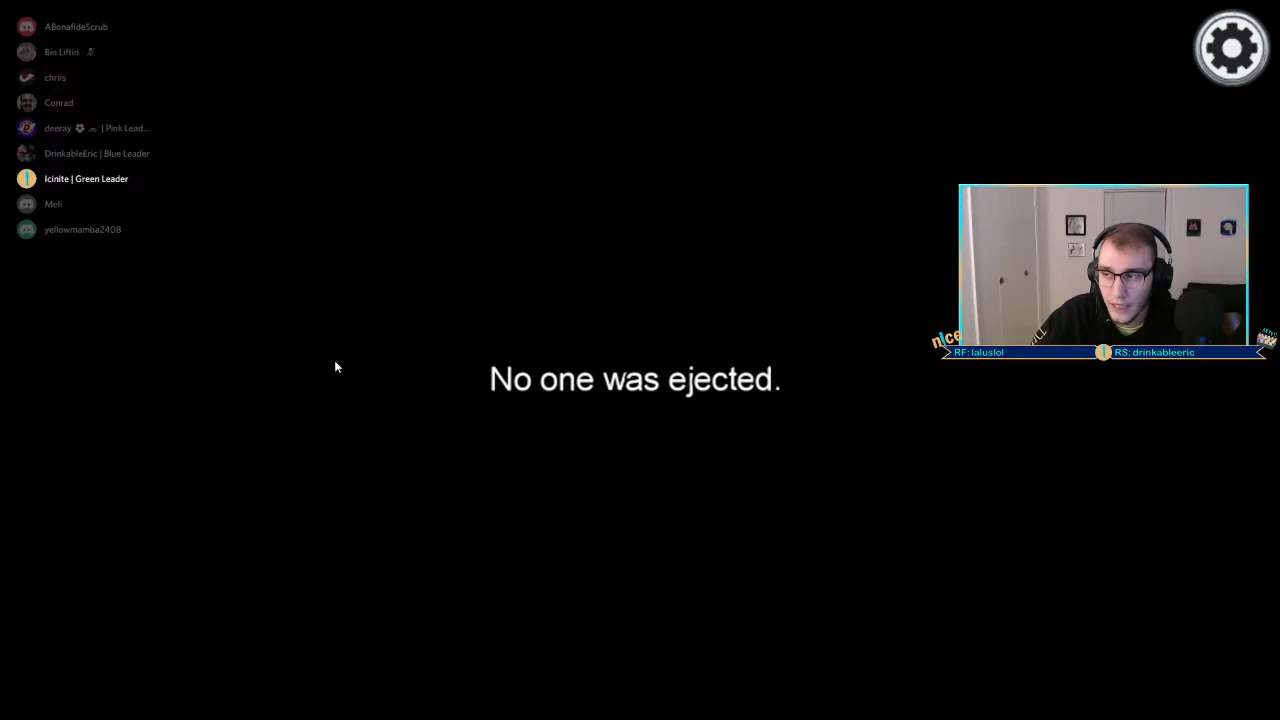 ABonafideScrub
Bin Liftin
chriis
Conrad
deeray ⚽ | Pink Lead...
DrinkableEric | Blue Leader
Icinite | Green Leader
Meli
yellowmamba2408
nice
RF: laluslol
RS: drinkableeric
No one was ejected.